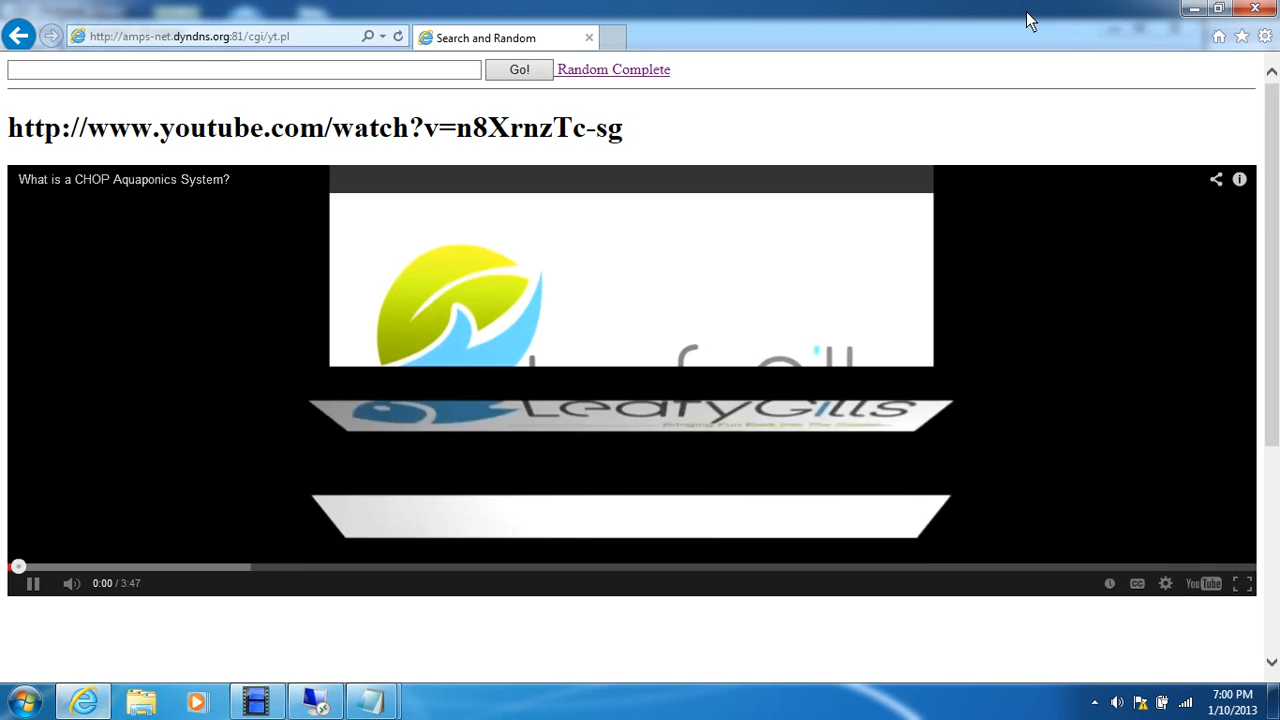 http://amps-net.dyndns.org:81/cgi/yt.pl
Search and Random
Go!
Random Complete
http://www.youtube.com/watch?v=n8XrnzTc-sg
What is a CHOP Aquaponics System?
LeafyGills
0:00 / 3:47
CC
YouTube
7:00 PM
1/10/2013